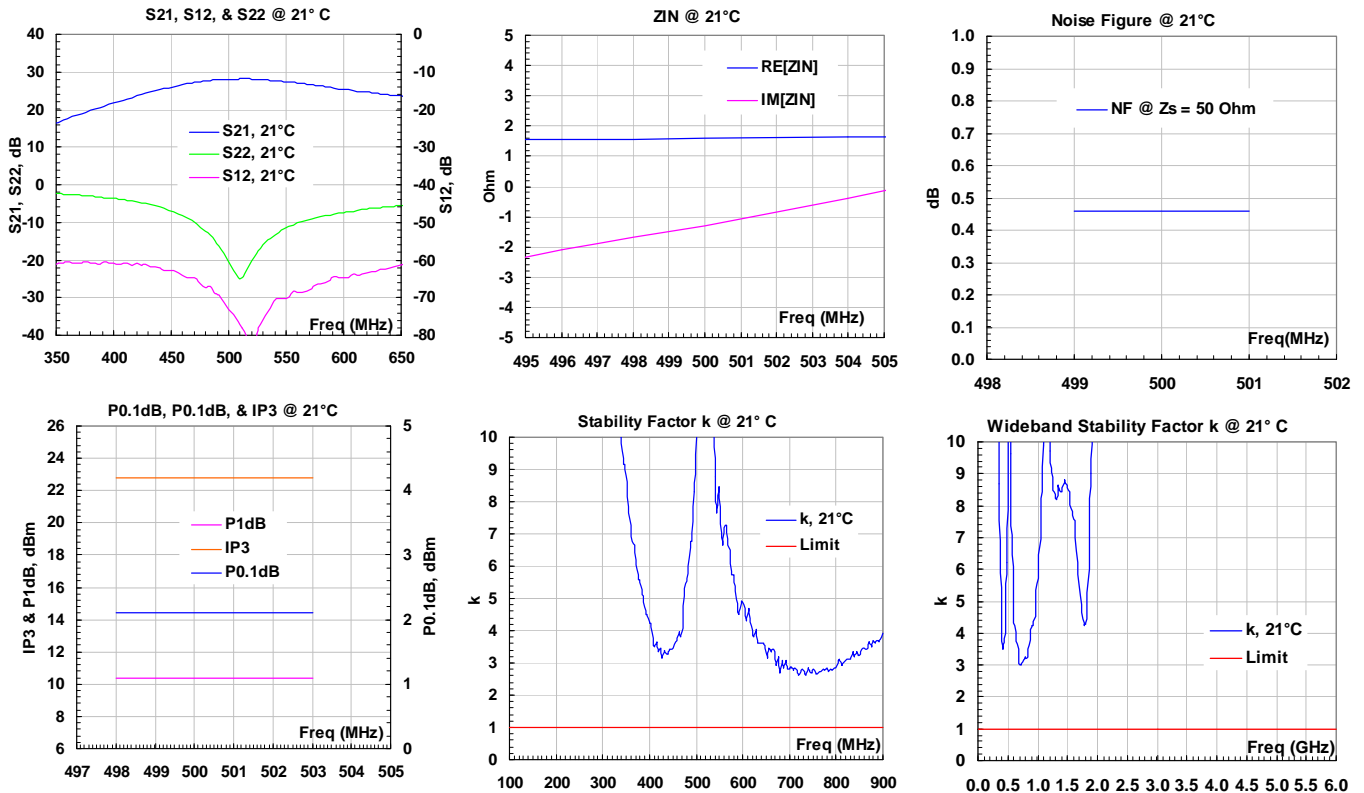 S21, S12, & S22 @ 21° C
40
30
20
10
0
-10
-20
-30
-40
0
-10
-20
-30
-40
-50
-60
-70
-80
S21, S22, dB
S12, dB
S21, 21°C
S22, 21°C
S12, 21°C
Freq (MHz)
350 400 450 500 550 600 650
ZIN @ 21°C
5
4
3
2
1
0
-1
-2
-3
-4
-5
Ohm
RE[ZIN]
IM[ZIN]
Freq (MHz)
495 496 497 498 499 500 501 502 503 504 505
Noise Figure @ 21°C
1.0
0.9
0.8
0.7
0.6
0.5
0.4
0.3
0.2
0.1
0.0
dB
NF @ Zs = 50 Ohm
Freq(MHz)
498 499 500 501 502
P0.1dB, P0.1dB, & IP3 @ 21°C
26
24
22
20
18
16
14
12
10
8
6
5
4
3
2
1
0
IP3 & P1dB, dBm
P0.1dB, dBm
P1dB
IP3
P0.1dB
Freq (MHz)
497 498 499 500 501 502 503 504 505
Stability Factor k @ 21° C
10
9
8
7
6
5
4
3
2
1
0
k
k, 21°C
Limit
Freq (MHz)
100 200 300 400 500 600 700 800 900
Wideband Stability Factor k @ 21° C
10
9
8
7
6
5
4
3
2
1
0
k
k, 21°C
Limit
Freq (GHz)
0.0 0.5 1.0 1.5 2.0 2.5 3.0 3.5 4.0 4.5 5.0 5.5 6.0